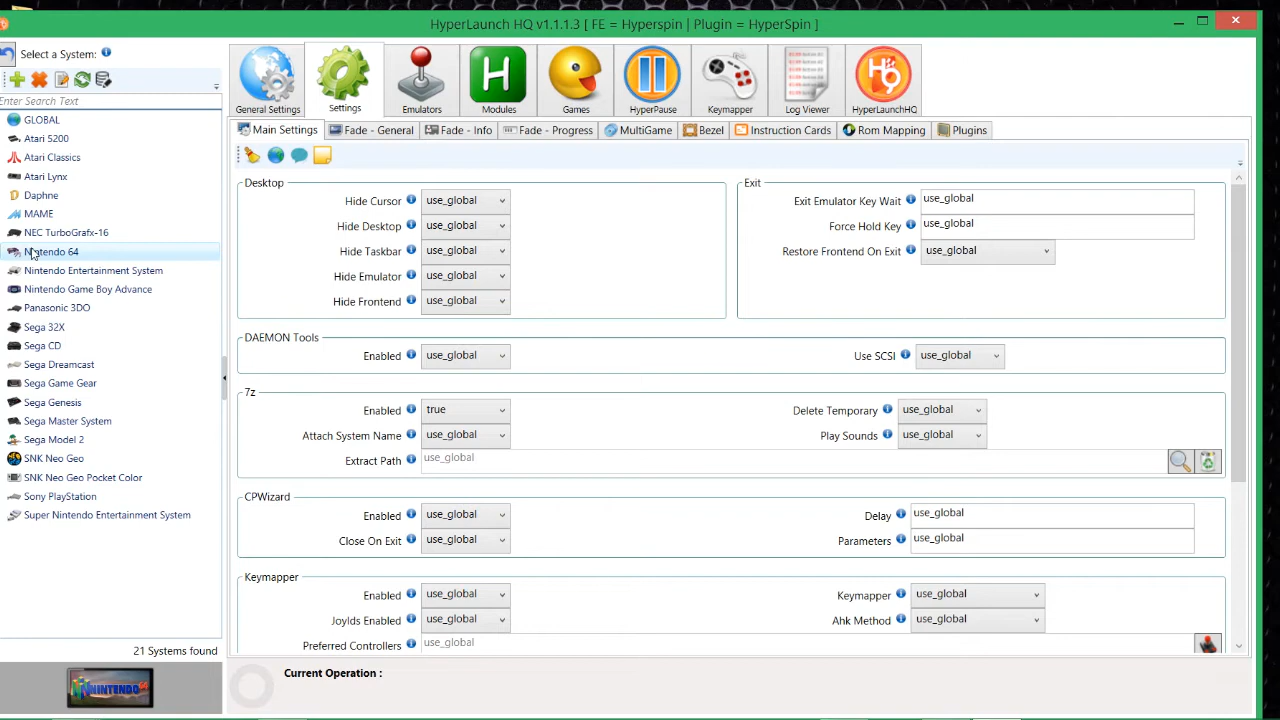 HyperLaunch HQ v1.1.1.3 [ FE = Hyperspin | Plugin = HyperSpin ]
Select a System:
Enter Search Text
GLOBAL
Atari 5200
Atari Classics
Atari Lynx
Daphne
MAME
NEC TurboGrafx-16
Nintendo 64
Nintendo Entertainment System
Nintendo Game Boy Advance
Panasonic 3DO
Sega 32X
Sega CD
Sega Dreamcast
Sega Game Gear
Sega Genesis
Sega Master System
Sega Model 2
SNK Neo Geo
SNK Neo Geo Pocket Color
Sony PlayStation
Super Nintendo Entertainment System
21 Systems found
NINTENDO 64
General Settings Settings Emulators Modules Games HyperPause Keymapper Log Viewer HyperLaunchHQ
Main Settings Fade - General Fade - Info Fade - Progress MultiGame Bezel Instruction Cards Rom Mapping Plugins
Desktop
Hide Cursor use_global
Hide Desktop use_global
Hide Taskbar use_global
Hide Emulator use_global
Hide Frontend use_global
Exit
Exit Emulator Key Wait use_global
Force Hold Key use_global
Restore Frontend On Exit use_global
DAEMON Tools
Enabled use_global Use SCSI use_global
7z
Enabled true Delete Temporary use_global
Attach System Name use_global Play Sounds use_global
Extract Path use_global
CPWizard
Enabled use_global Delay use_global
Close On Exit use_global Parameters use_global
Keymapper
Enabled use_global Keymapper use_global
JoyIds Enabled use_global Ahk Method use_global
Preferred Controllers use_global
Current Operation :